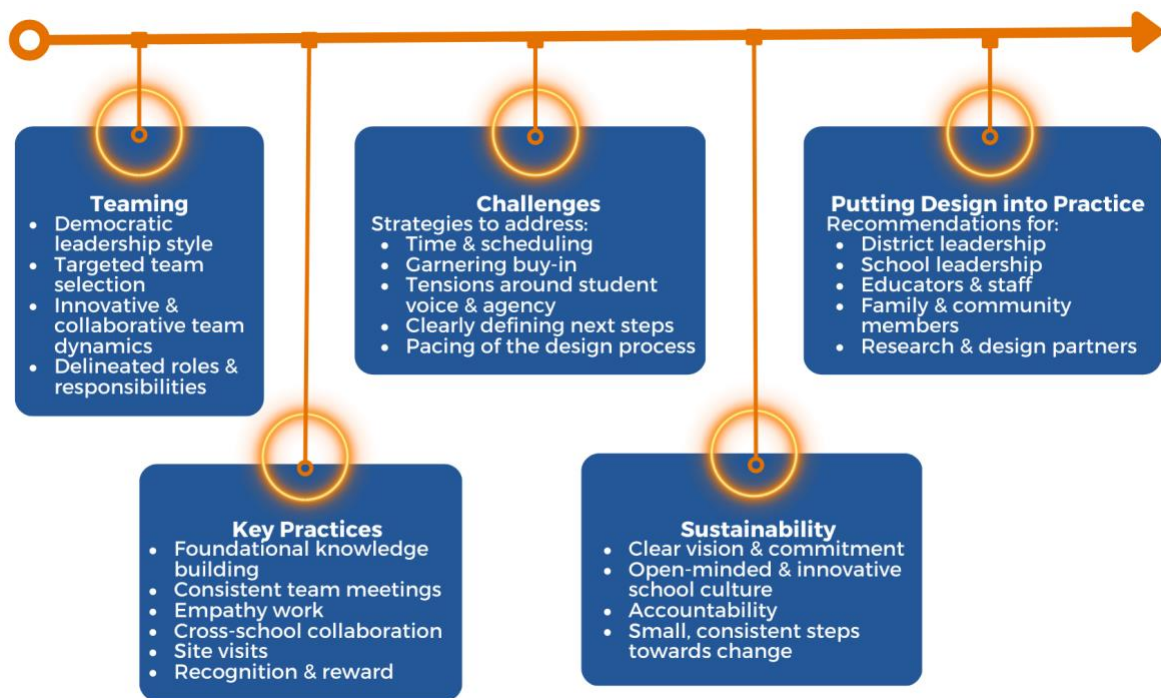 Teaming
• Democratic
leadership style
• Targeted team
selection
• Innovative &
collaborative team
dynamics
• Delineated roles &
responsibilities
Key Practices
• Foundational knowledge
building
• Consistent team meetings
• Empathy work
• Cross-school collaboration
• Site visits
• Recognition & reward
Challenges
Strategies to address:
• Time & scheduling
• Garnering buy-in
• Tensions around student
voice & agency
• Clearly defining next steps
• Pacing of the design process
Sustainability
• Clear vision & commitment
• Open-minded & innovative
school culture
• Accountability
• Small, consistent steps
towards change
Putting Design into Practice
Recommendations for:
• District leadership
• School leadership
• Educators & staff
• Family & community
members
• Research & design partners